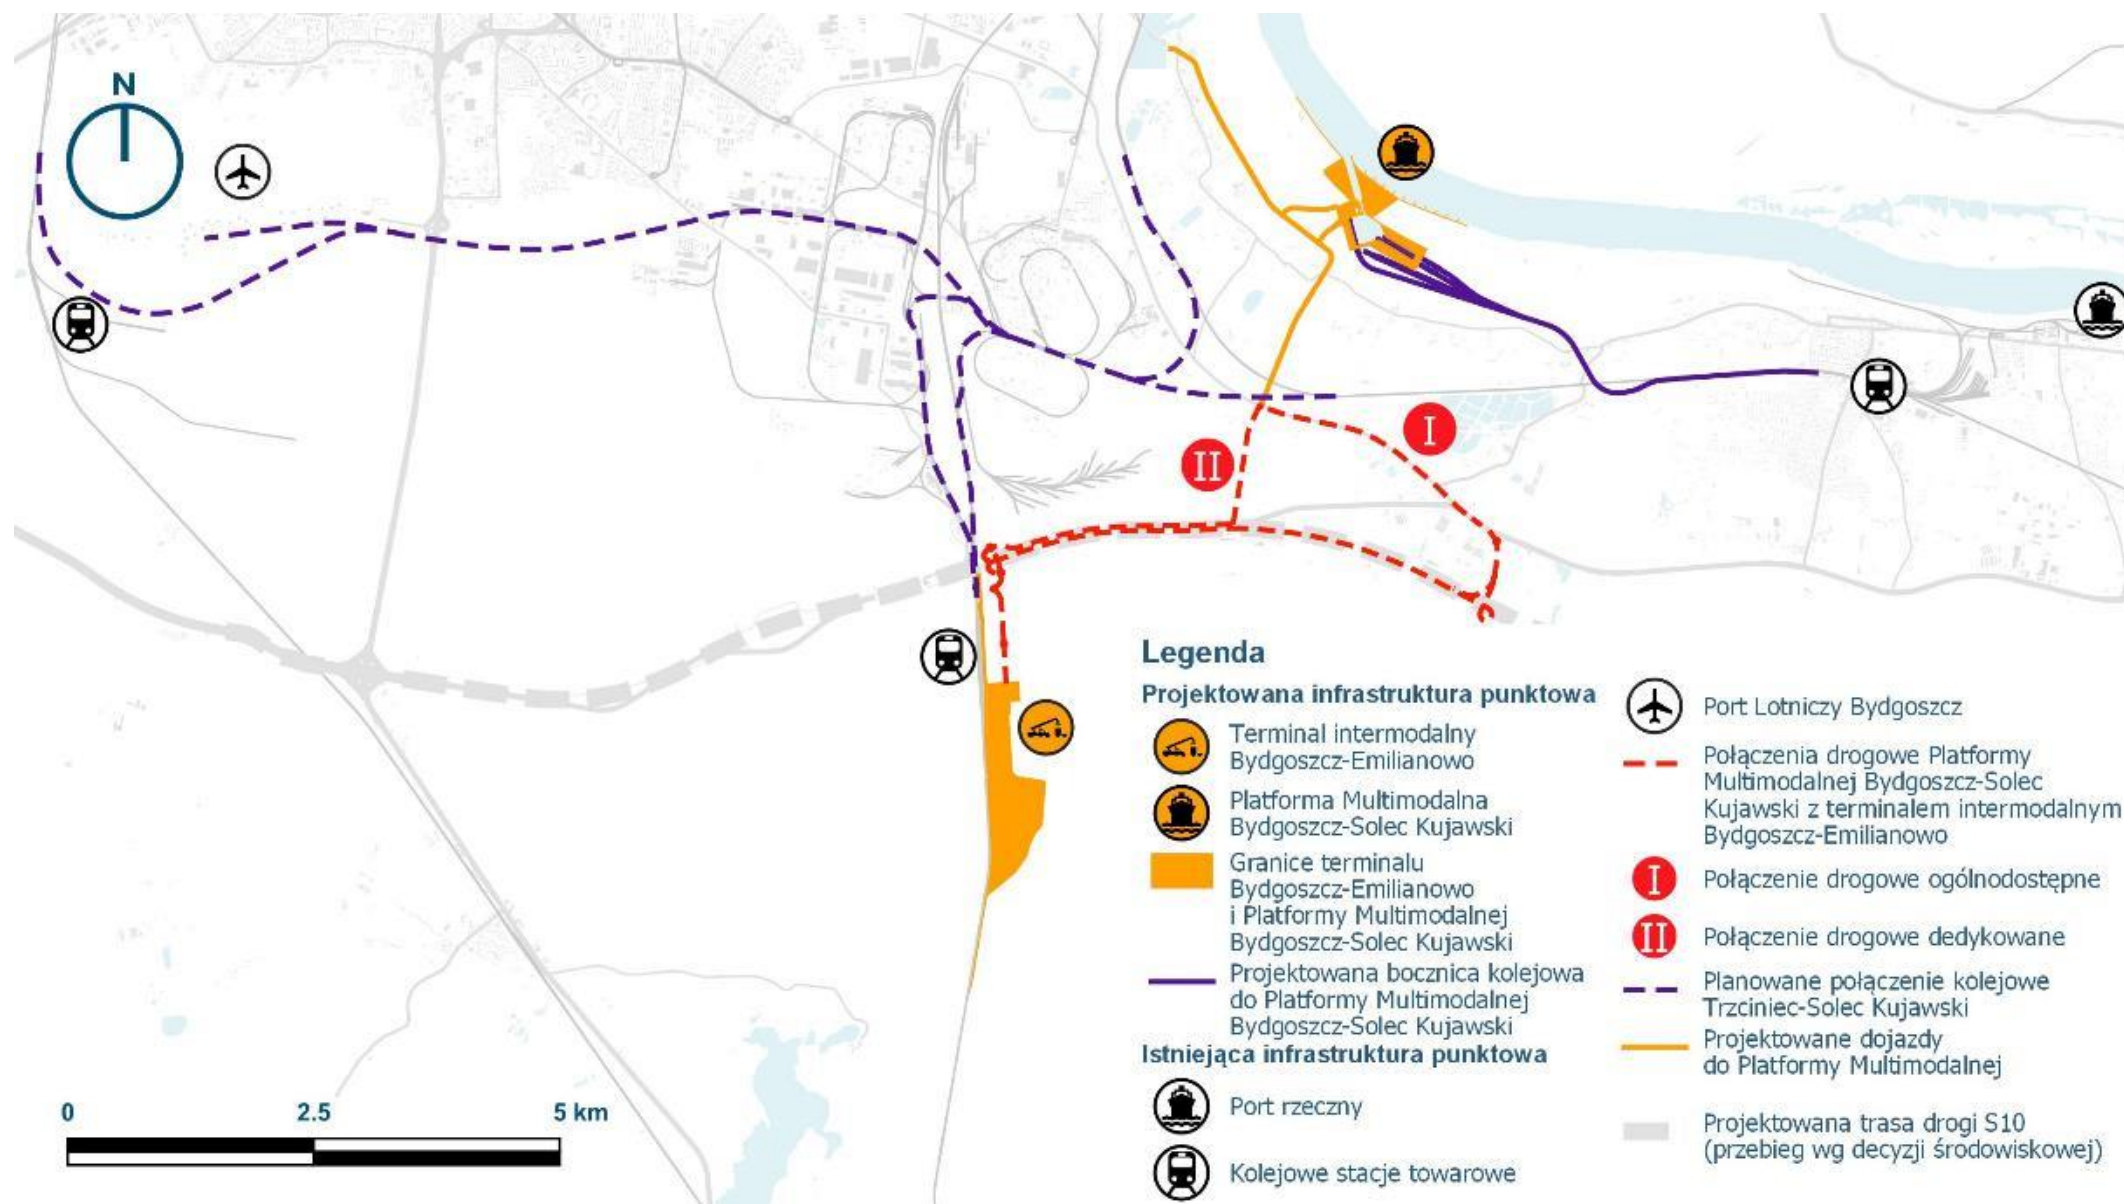 N
I
II
Legenda
Projektowana infrastruktura punktowa
Terminal intermodalny
Bydgoszcz-Emilianowo
Platforma Multimodalna
Bydgoszcz-Solec Kujawski
Granice terminalu
Bydgoszcz-Emilianowo
i Platformy Multimodalnej
Bydgoszcz-Solec Kujawski
Projektowana bocznica kolejowa
do Platformy Multimodalnej
Bydgoszcz-Solec Kujawski
Istniejąca infrastruktura punktowa
Port rzeczny
Kolejowe stacje towarowe
Port Lotniczy Bydgoszcz
Połączenia drogowe Platformy
Multimodalnej Bydgoszcz-Solec
Kujawski z terminalem intermodalnym
Bydgoszcz-Emilianowo
I Połączenie drogowe ogólnodostępne
II Połączenie drogowe dedykowane
Planowane połączenie kolejowe
Trzciniec-Solec Kujawski
Projektowane dojazdy
do Platformy Multimodalnej
Projektowana trasa drogi S10
(przebieg wg decyzji środowiskowej)
0 2.5 5 km